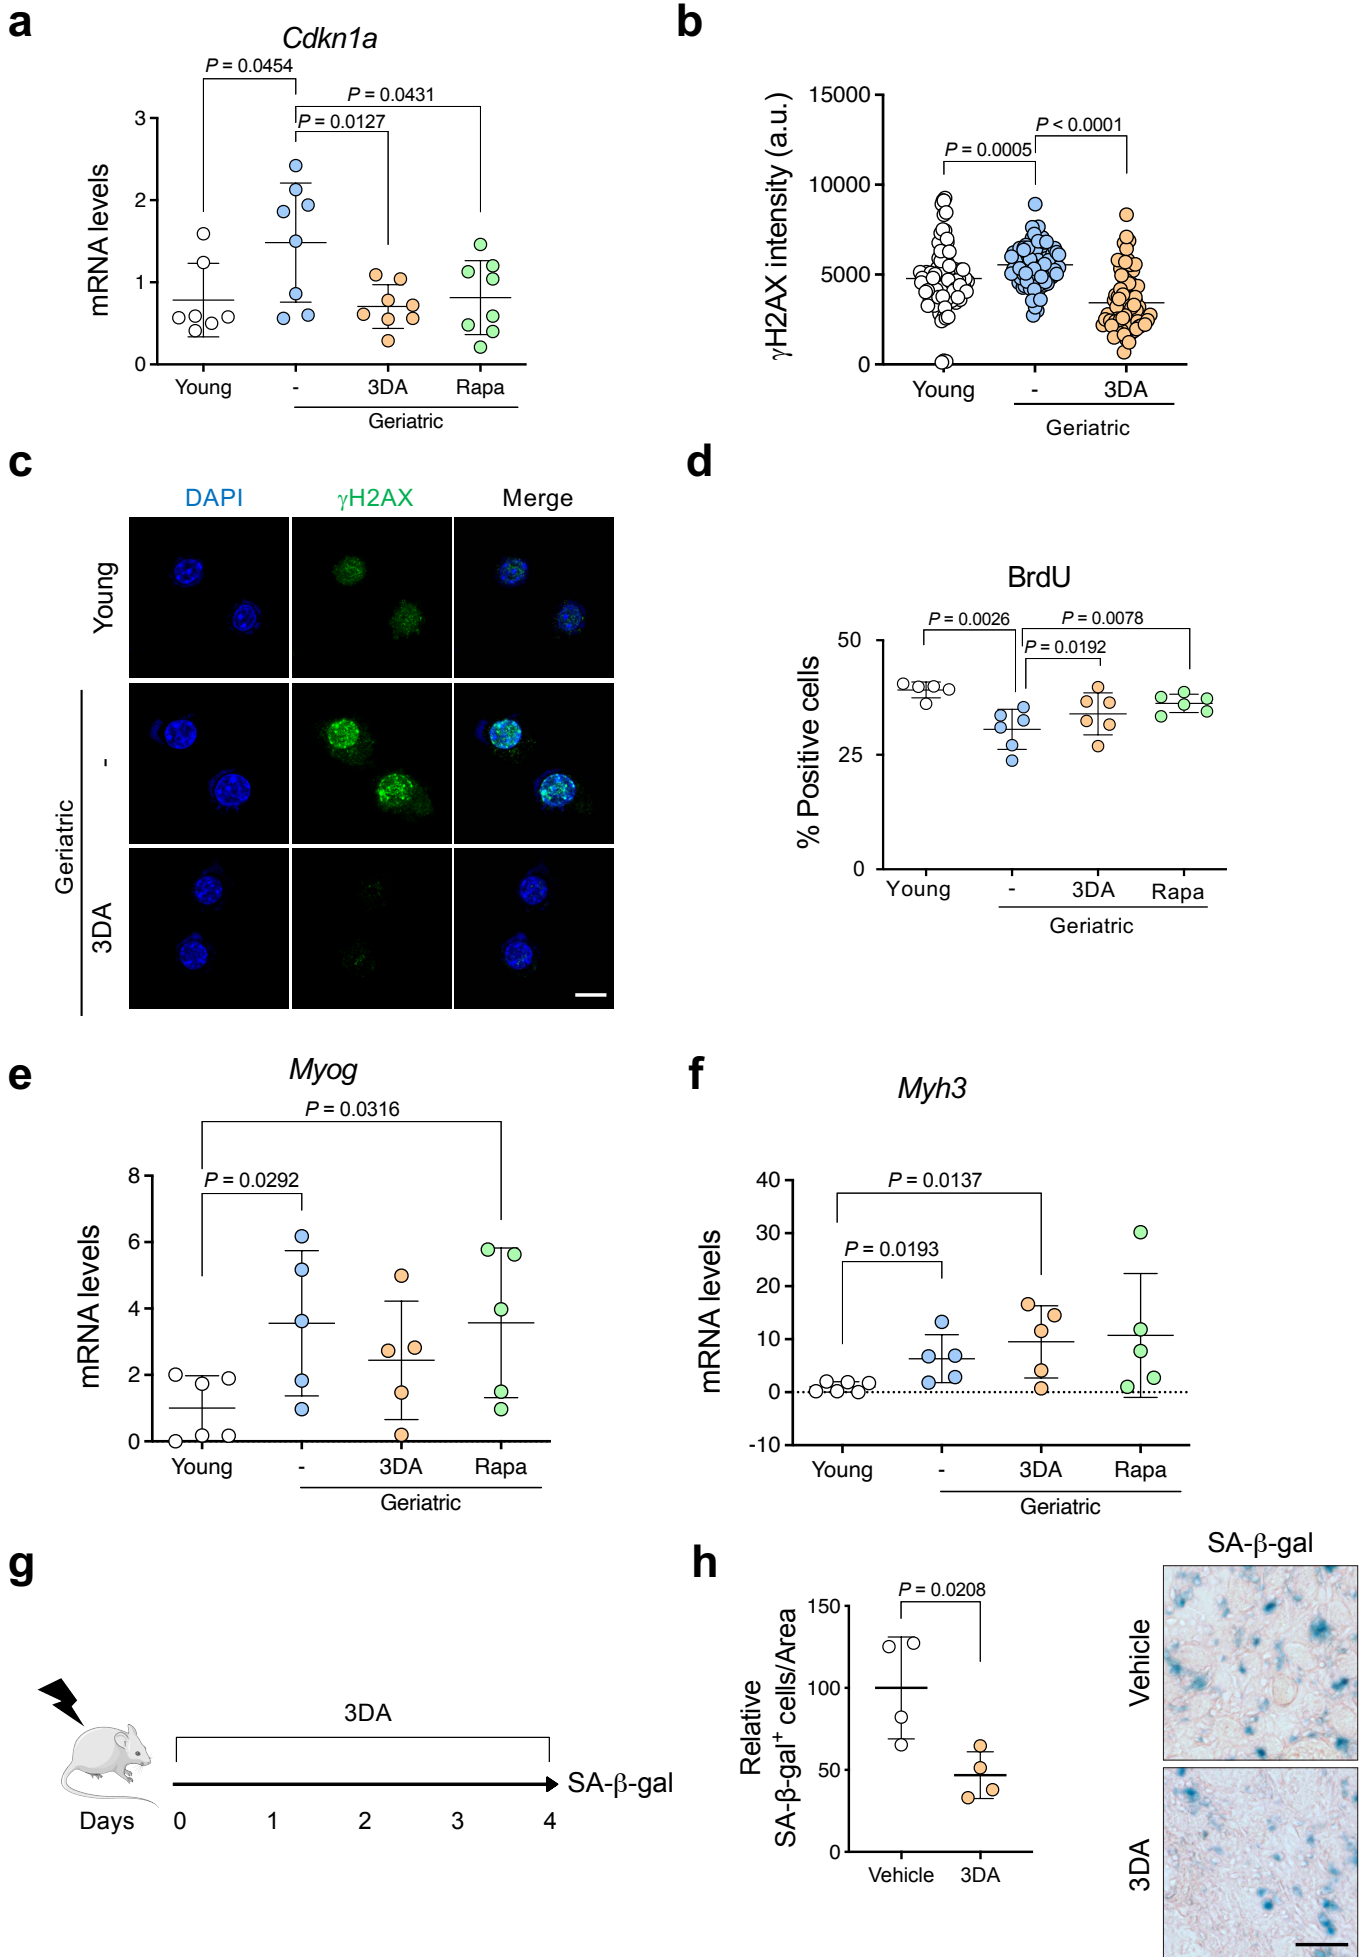 a
Cdkn1a
P = 0.0454
P = 0.0431
P = 0.0127
mRNA levels
3
2
1
0
Young
-
3DA
Rapa
Geriatric
b
γH2AX intensity (a.u.)
15000
10000
5000
0
P < 0.0001
P = 0.0005
Young
-
3DA
Geriatric
c
DAPI
γH2AX
Merge
Young
-
3DA
Geriatric
d
BrdU
P = 0.0026
P = 0.0078
P = 0.0192
% Positive cells
50
25
0
Young
-
3DA
Rapa
Geriatric
e
Myog
P = 0.0316
P = 0.0292
mRNA levels
8
6
4
2
0
Young
-
3DA
Rapa
Geriatric
f
Myh3
P = 0.0137
P = 0.0193
mRNA levels
40
30
20
10
0
-10
Young
-
3DA
Rapa
Geriatric
g
3DA
SA-β-gal
Days
0
1
2
3
4
h
P = 0.0208
Relative
SA-β-gal+ cells/Area
150
100
50
0
Vehicle
3DA
SA-β-gal
Vehicle
3DA